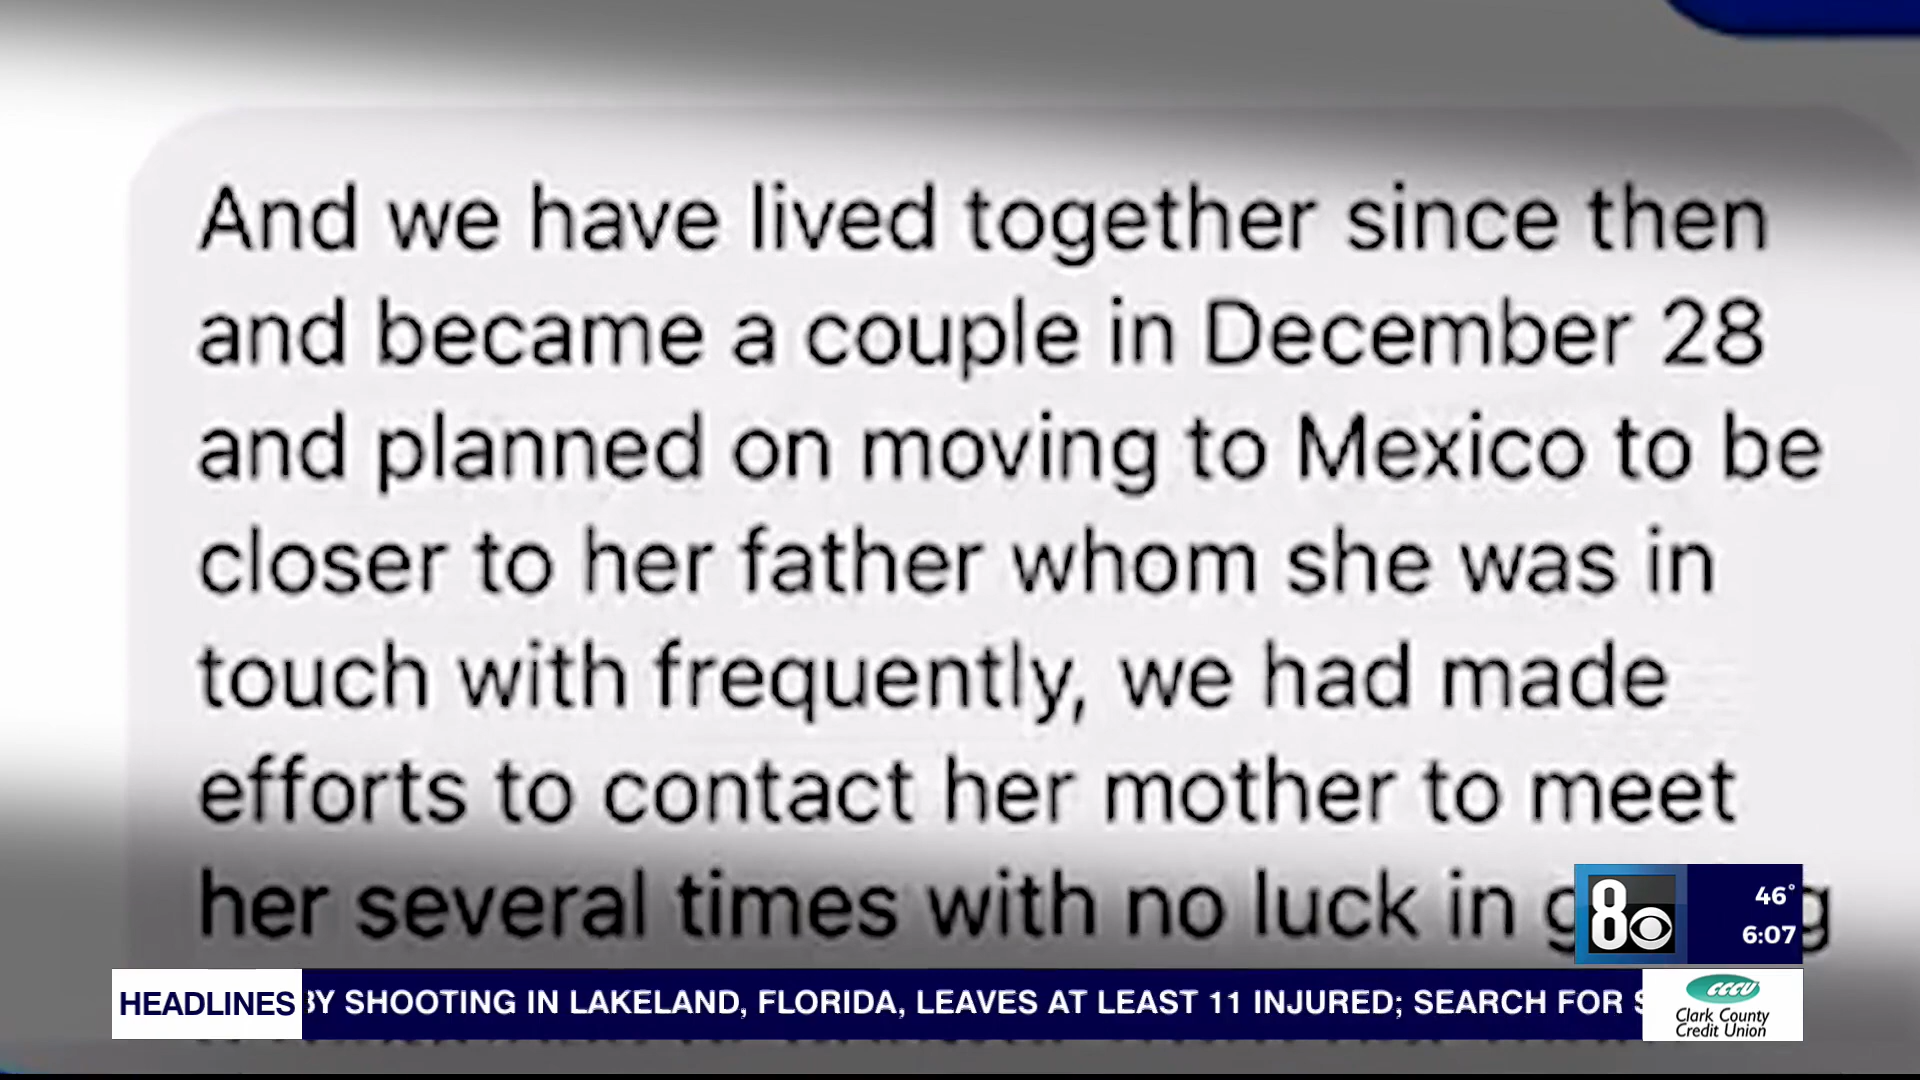 And we have lived together since then
and became a couple in December 28
and planned on moving to Mexico to be
closer to her father whom she was in
touch with frequently, we had made
efforts to contact her mother to meet
her several times with no luck in
8
46°
6:07
HEADLINES
BY SHOOTING IN LAKELAND, FLORIDA, LEAVES AT LEAST 11 INJURED; SEARCH FOR
CCCU
Clark County
Credit Union